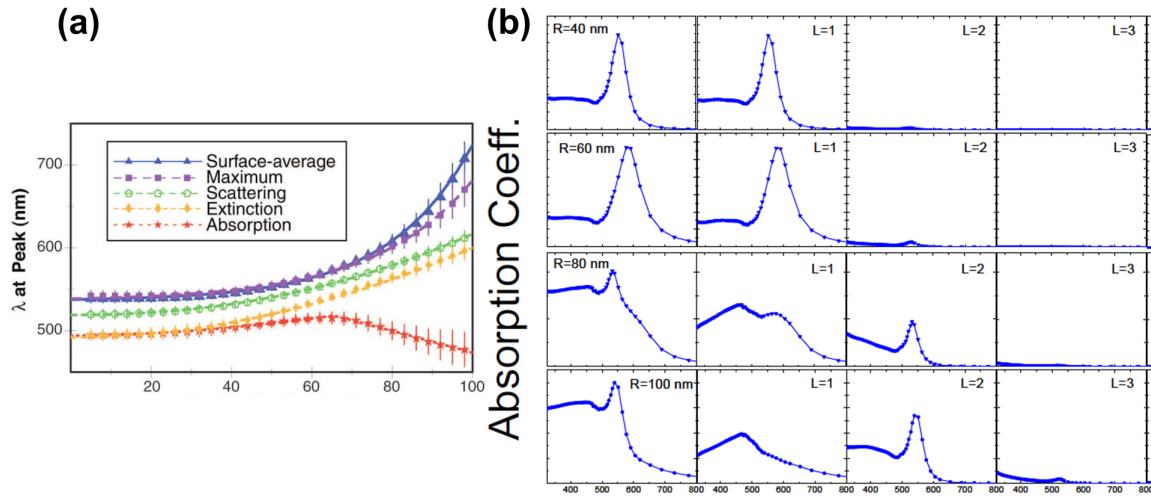 (a)
(b)
λ at Peak (nm)
700
600
500
20
40
60
80
100
Surface-average
Maximum
Scattering
Extinction
Absorption
Absorption Coeff.
R=40 nm
L=1
L=2
L=3
R=60 nm
L=1
L=2
L=3
R=80 nm
L=1
L=2
L=3
R=100 nm
L=1
L=2
L=3
400 500 600 700 800 400 500 600 700 800 400 500 600 700 800 400 500 600 700 800